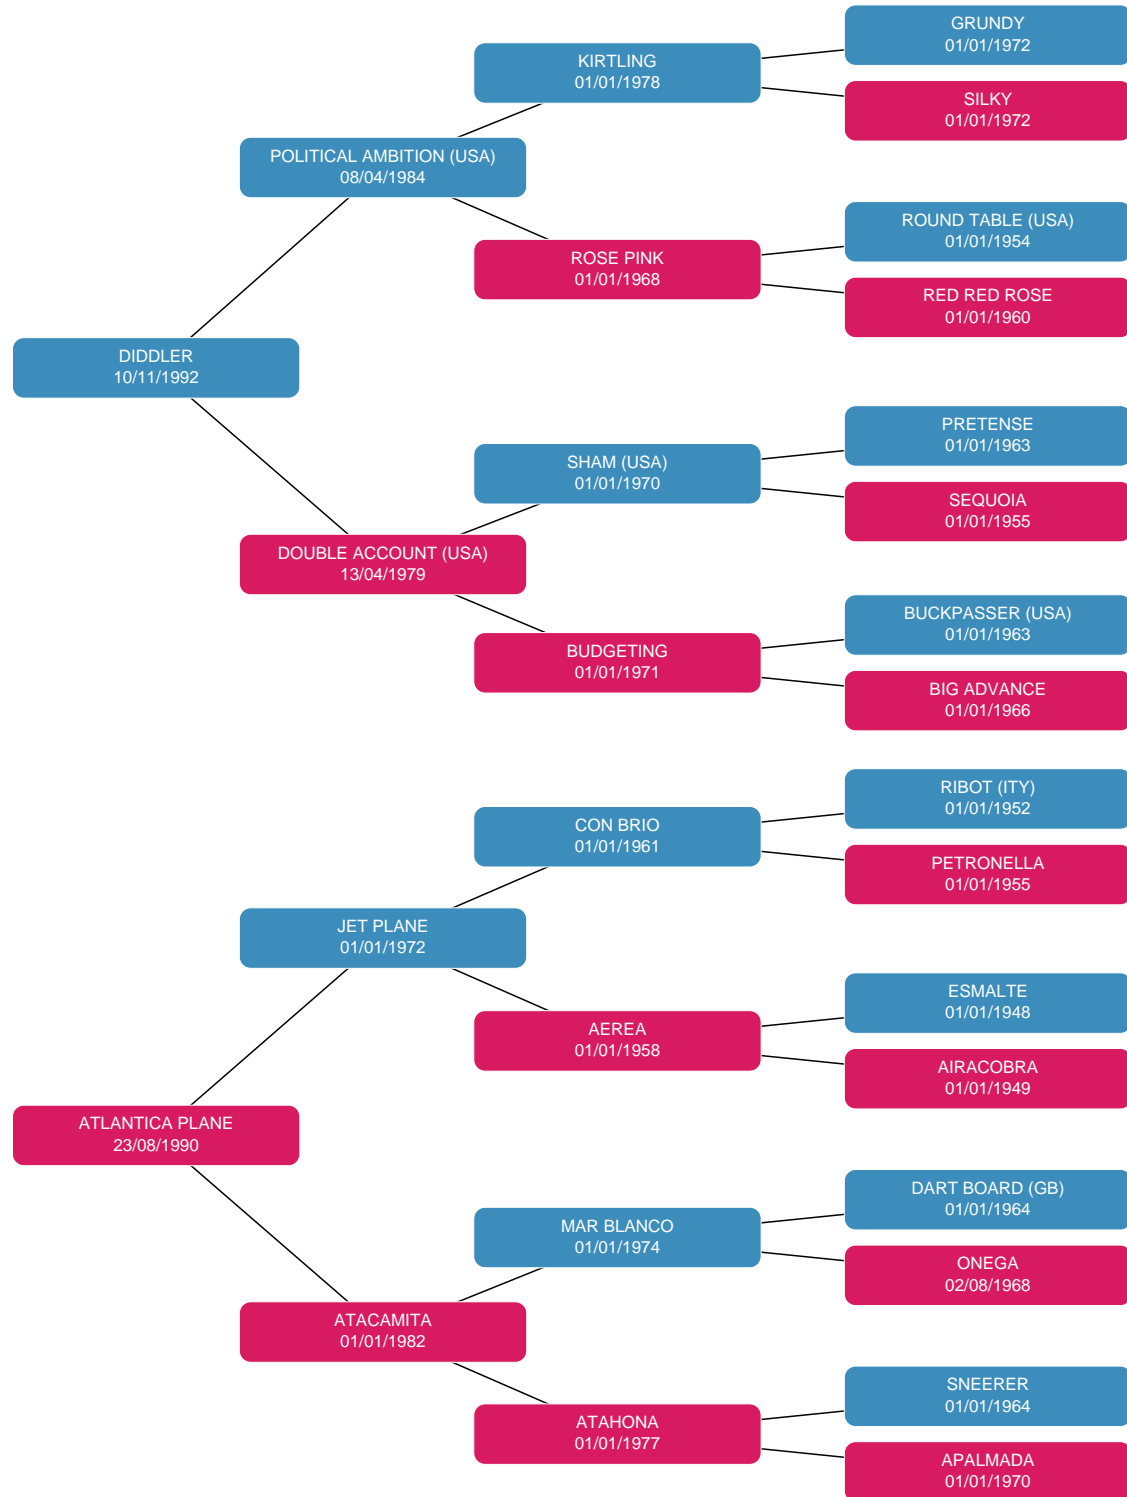 GRUNDY
01/01/1972
KIRTLING
01/01/1978
SILKY
01/01/1972
POLITICAL AMBITION (USA)
08/04/1984
ROUND TABLE (USA)
01/01/1954
ROSE PINK
01/01/1968
RED RED ROSE
01/01/1960
DIDDLER
10/11/1992
PRETENSE
01/01/1963
SHAM (USA)
01/01/1970
SEQUOIA
01/01/1955
DOUBLE ACCOUNT (USA)
13/04/1979
BUCKPASSER (USA)
01/01/1963
BUDGETING
01/01/1971
BIG ADVANCE
01/01/1966
RIBOT (ITY)
01/01/1952
CON BRIO
01/01/1961
PETRONELLA
01/01/1955
JET PLANE
01/01/1972
ESMALTE
01/01/1948
AEREA
01/01/1958
AIRACOBRA
01/01/1949
ATLANTICA PLANE
23/08/1990
DART BOARD (GB)
01/01/1964
MAR BLANCO
01/01/1974
ONEGA
02/08/1968
ATACAMITA
01/01/1982
SNEERER
01/01/1964
ATAHONA
01/01/1977
APALMADA
01/01/1970